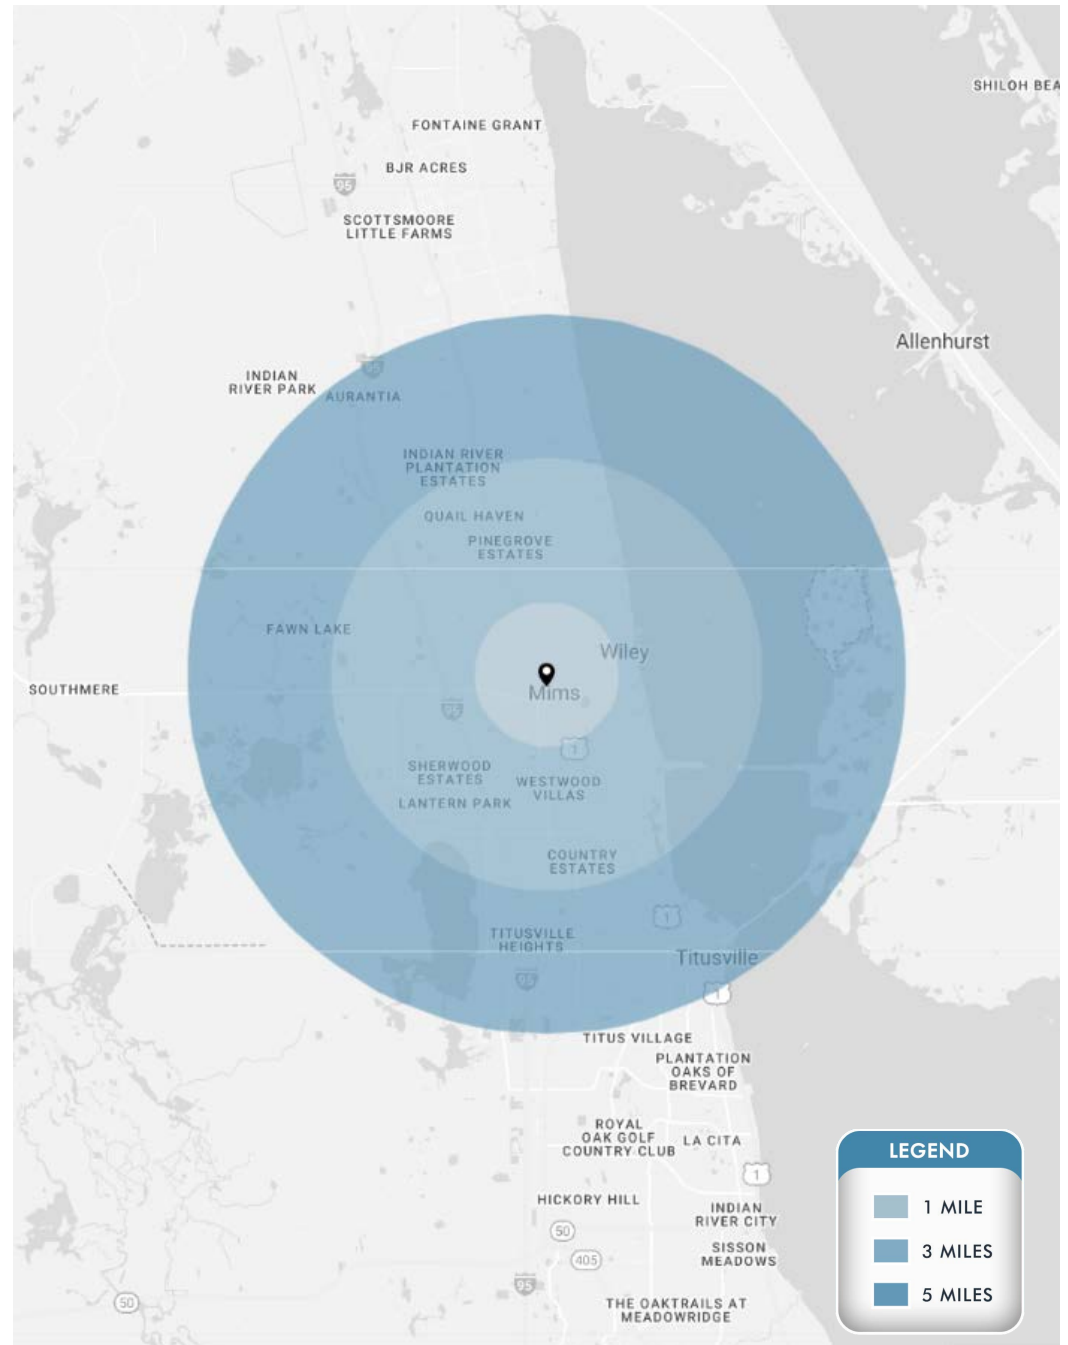 SHILOH BEA
FONTAINE GRANT
BJR ACRES
95
SCOTTSMOORE
LITTLE FARMS
Allenhurst
95
INDIAN
RIVER PARK
AURANTIA
INDIAN RIVER
PLANTATION
ESTATES
QUAIL HAVEN
PINEGROVE
ESTATES
FAWN LAKE
Wiley
SOUTHMERE
Mims
95
1
SHERWOOD
ESTATES
WESTWOOD
VILLAS
LANTERN PARK
COUNTRY
ESTATES
1
TITUSVILLE
HEIGHTS
Titusville
95
1
TITUS VILLAGE
PLANTATION
OAKS OF
BREVARD
ROYAL
OAK GOLF
COUNTRY CLUB
LA CITA
1
HICKORY HILL
INDIAN
RIVER CITY
50
SISSON
MEADOWS
405
95
50
THE OAKTRAILS AT
MEADOWRIDGE
LEGEND
1 MILE
3 MILES
5 MILES